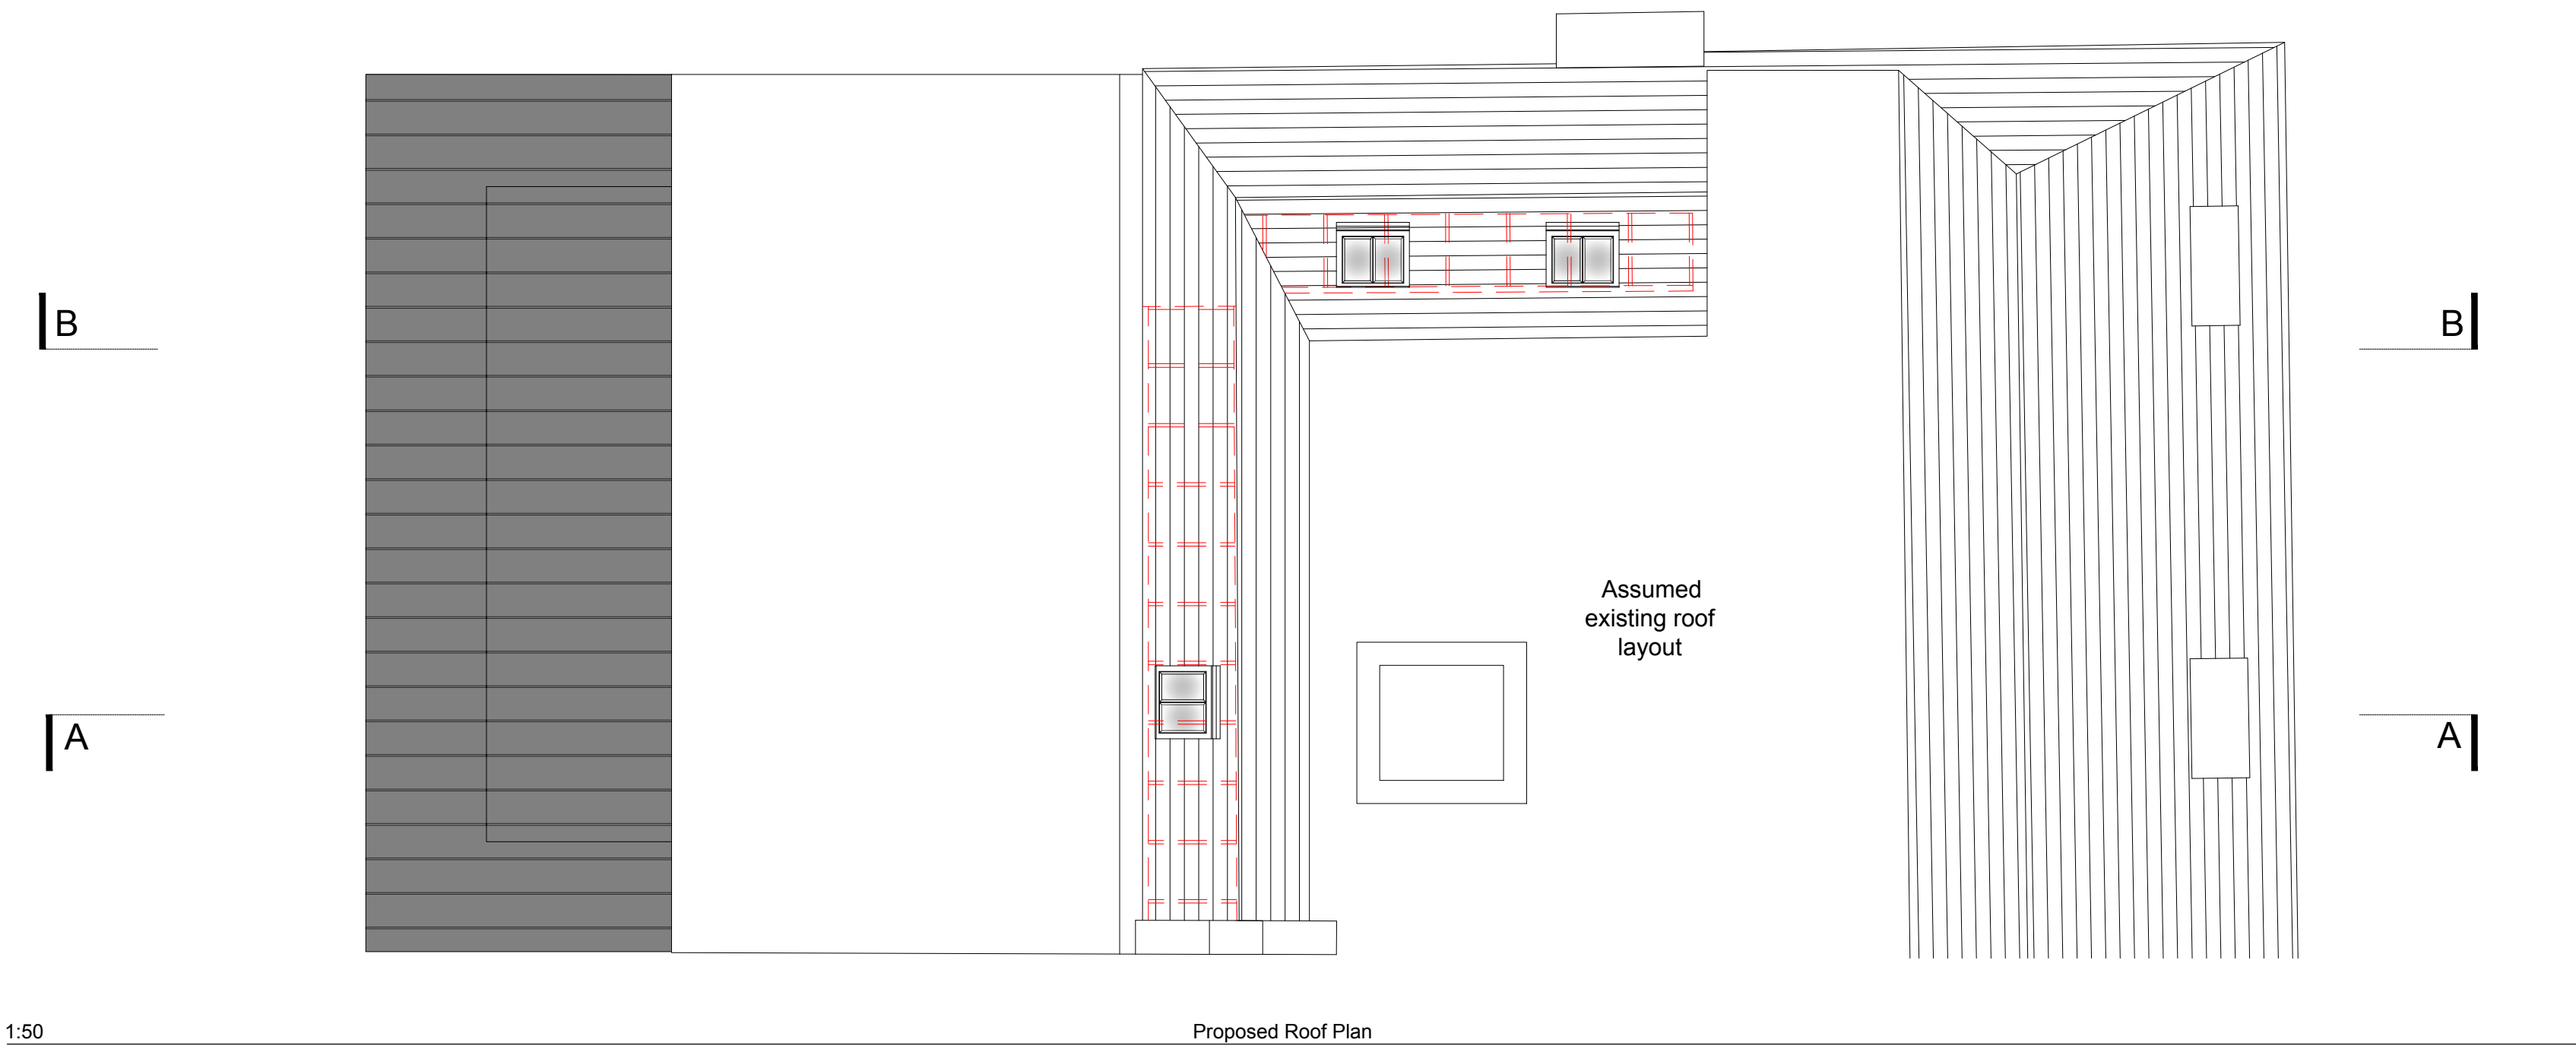 B
B
Assumed
existing roof
layout
A
A
1:50
Proposed Roof Plan